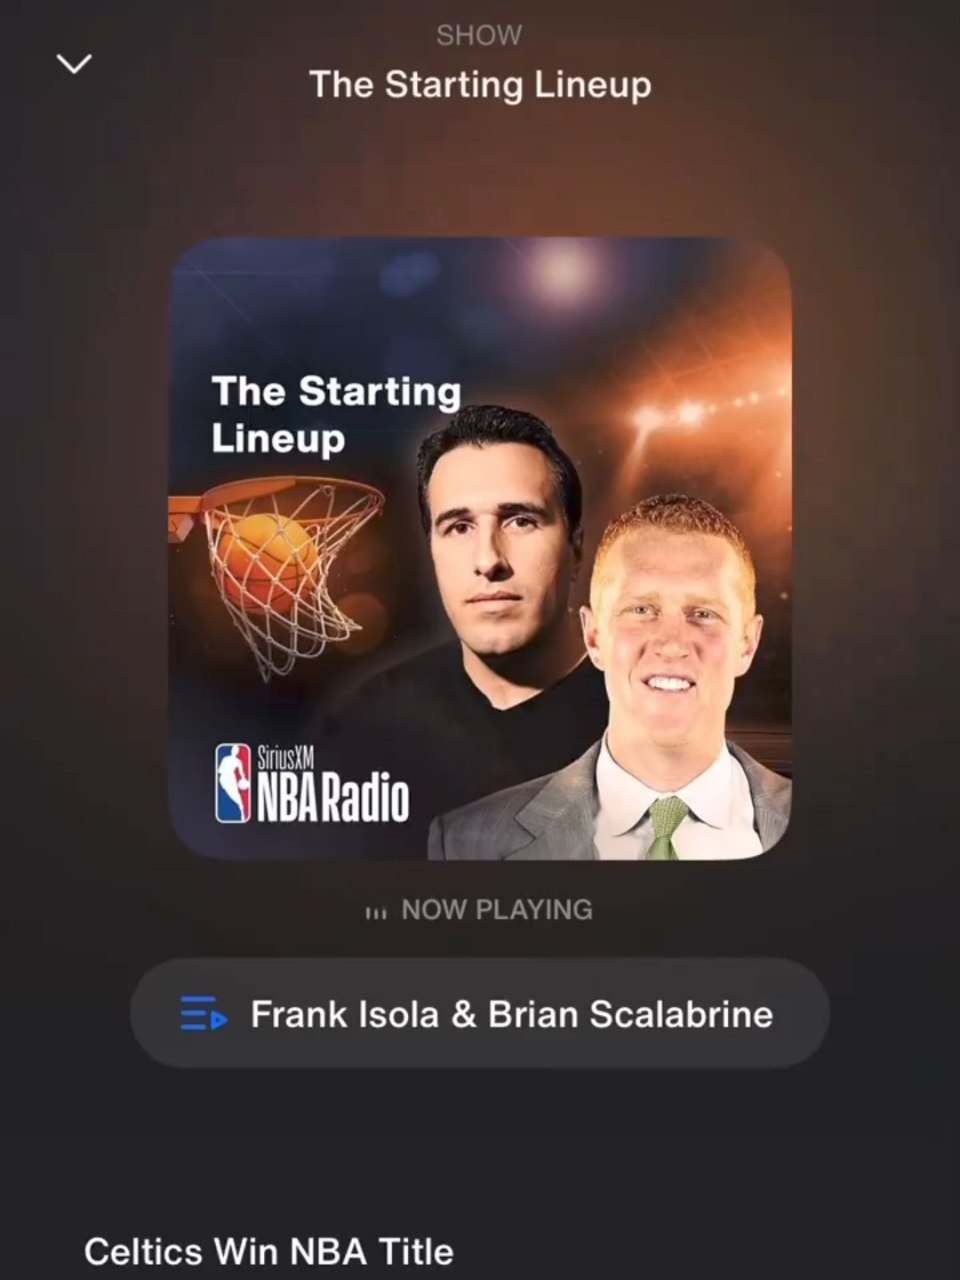 SHOW
The Starting Lineup
The Starting
Lineup
SiriusXM
NBA Radio
NOW PLAYING
Frank Isola & Brian Scalabrine
Celtics Win NBA Title